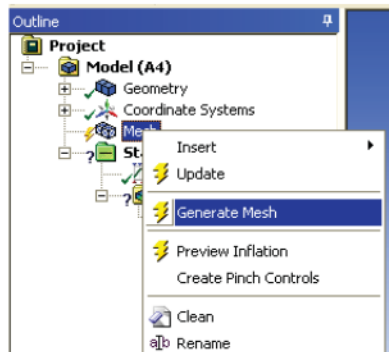 Outline
Project
Model (A4)
Geometry
Coordinate Systems
Mesh
Insert
Update
Generate Mesh
Preview Inflation
Create Pinch Controls
Clean
Rename